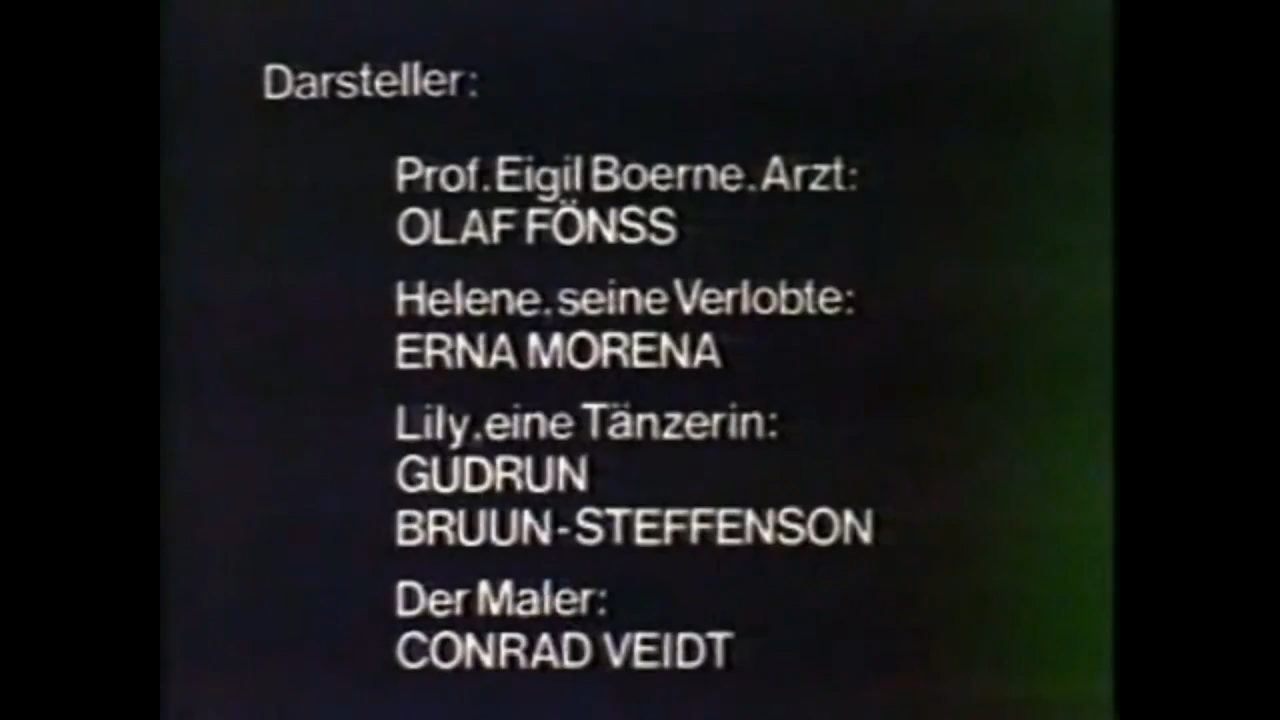 Darsteller:
Prof. Eigil Boerne. Arzt:
OLAF FÖNSS
Helene. seine Verlobte:
ERNA MORENA
Lily. eine Tänzerin:
GUDRUN
BRUUN-STEFFENSON
Der Maler:
CONRAD VEIDT